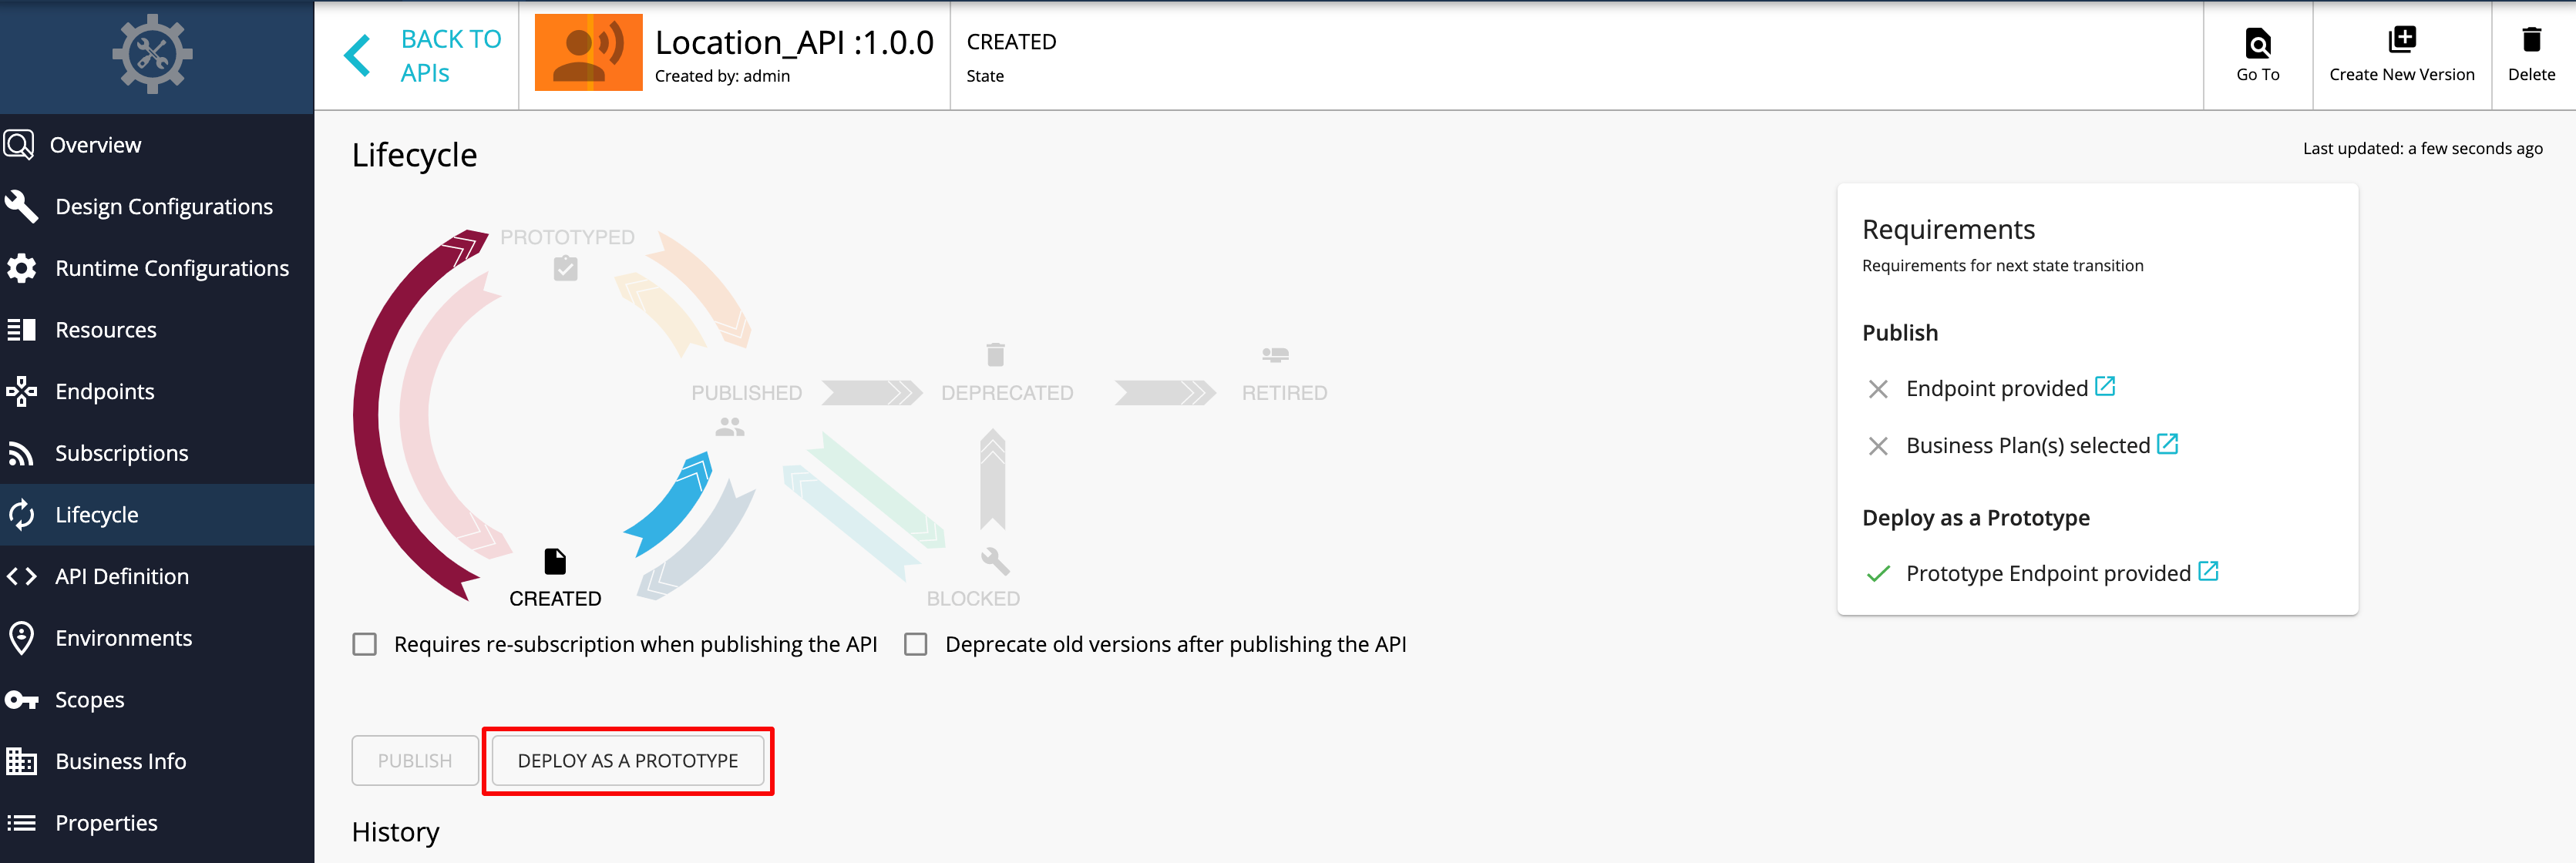 BACK TO
APIs
Location_API :1.0.0
Created by: admin
CREATED
State
Go To
Create New Version
Delete
Overview
Design Configurations
Runtime Configurations
Resources
Endpoints
Subscriptions
Lifecycle
API Definition
Environments
Scopes
Business Info
Properties
Lifecycle
Last updated: a few seconds ago
PROTOTYPED
PUBLISHED
DEPRECATED
RETIRED
CREATED
BLOCKED
Requirements
Requirements for next state transition
Publish
Endpoint provided
Business Plan(s) selected
Deploy as a Prototype
Prototype Endpoint provided
Requires re-subscription when publishing the API
Deprecate old versions after publishing the API
PUBLISH
DEPLOY AS A PROTOTYPE
History